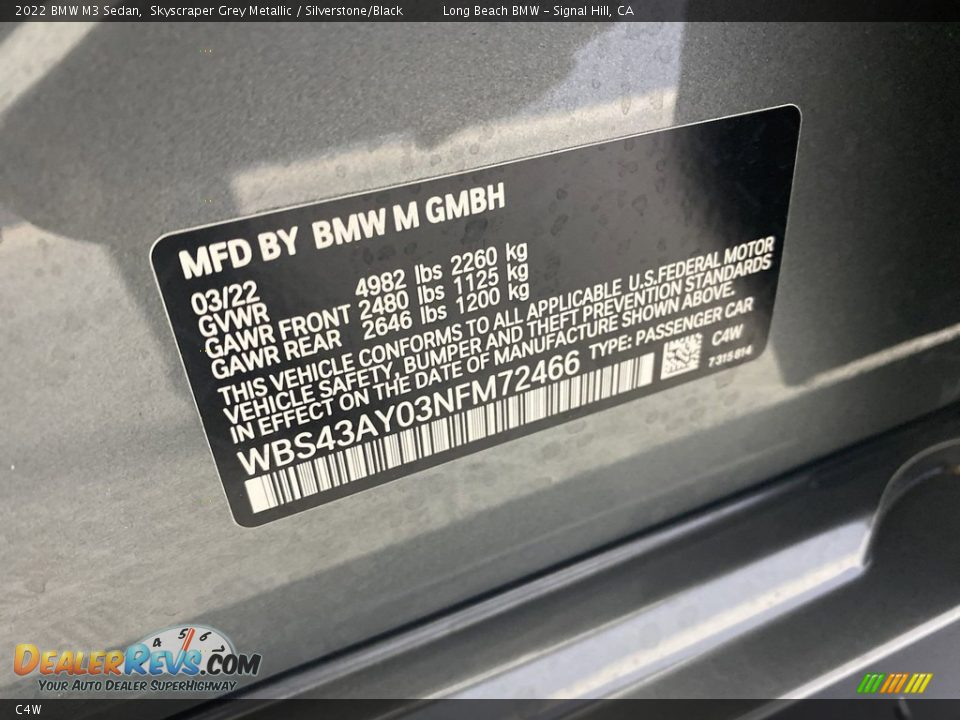 2022 BMW M3 Sedan,  Skyscraper Grey Metallic / Silverstone/Black    Long Beach BMW - Signal Hill, CA
MFD BY BMW M GMBH
03/22
GVWR 4982 lbs 2260 kg
GAWR FRONT 2480 lbs 1125 kg
GAWR REAR 2646 lbs 1200 kg
THIS VEHICLE CONFORMS TO ALL APPLICABLE U.S.FEDERAL MOTOR
VEHICLE SAFETY, BUMPER AND THEFT PREVENTION STANDARDS
IN EFFECT ON THE DATE OF MANUFACTURE SHOWN ABOVE.
WBS43AY03NFM72466 TYPE: PASSENGER CAR
C4W
7315814
4 5 6
DEALERREVS.COM
YOUR AUTO DEALER SUPERHIGHWAY
C4W